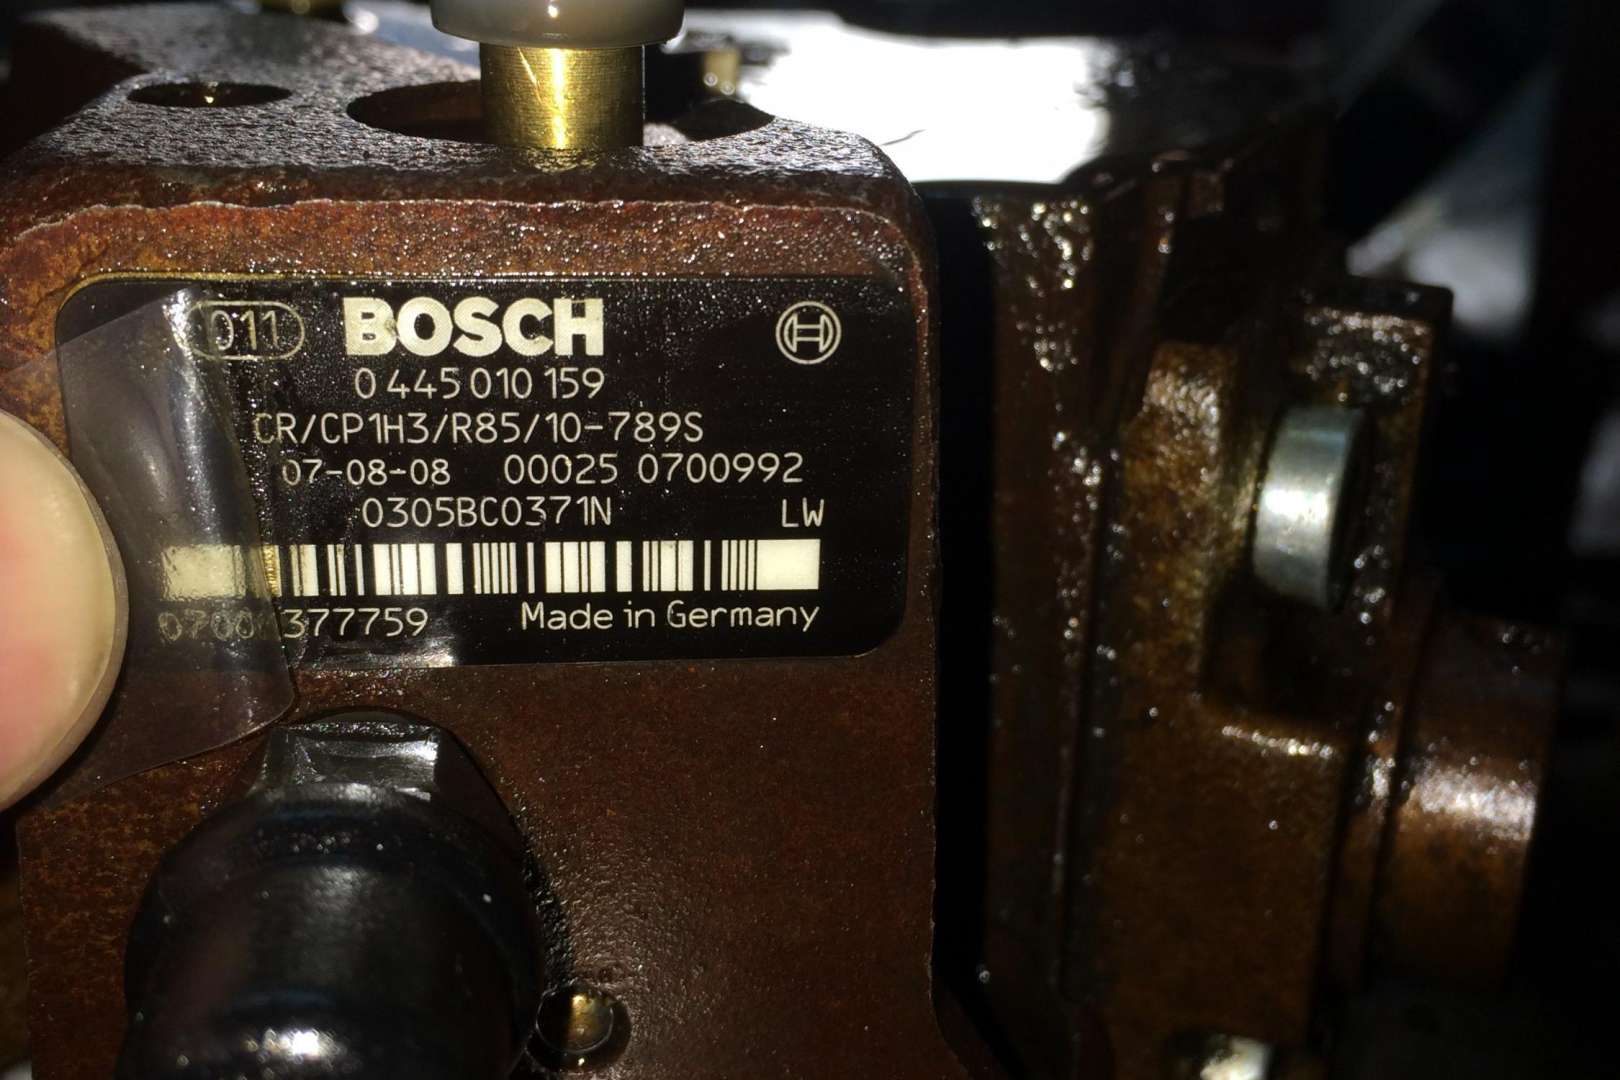 011 BOSCH
0 445 010 159
CR/CP1H3/R85/10-789S
07-08-08 00025 0700992
0305BC0371N LW
377759 Made in Germany